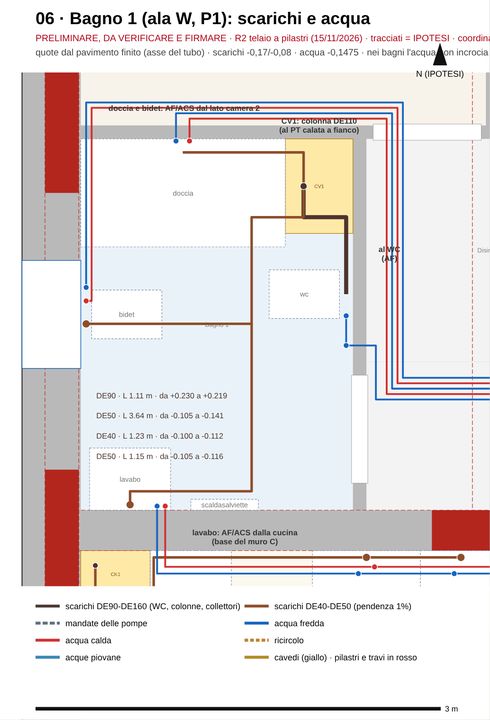 06 · Bagno 1 (ala W, P1): scarichi e acqua
PRELIMINARE, DA VERIFICARE E FIRMARE · R2 telaio a pilastri (15/11/2026) · tracciati = IPOTESI · coordina
quote dal pavimento finito (asse del tubo) · scarichi -0,17/-0,08 · acqua -0,1475 · nei bagni l'acqua non incrocia
N (IPOTESI)
doccia e bidet: AF/ACS dal lato camera 2
CV1: colonna DE110
(al PT calata a fianco)
doccia
CV1
al WC
(AF)
Disim
wc
bidet
Bagno 1
DE90 · L 1.11 m · da +0.230 a +0.219
DE50 · L 3.64 m · da -0.105 a -0.141
DE40 · L 1.23 m · da -0.100 a -0.112
DE50 · L 1.15 m · da -0.105 a -0.116
lavabo
scaldasalviette
lavabo: AF/ACS dalla cucina
(base del muro C)
CK1
scarichi DE90-DE160 (WC, colonne, collettori)
scarichi DE40-DE50 (pendenza 1%)
mandate delle pompe
acqua fredda
acqua calda
ricircolo
acque piovane
cavedi (giallo) · pilastri e travi in rosso
3 m